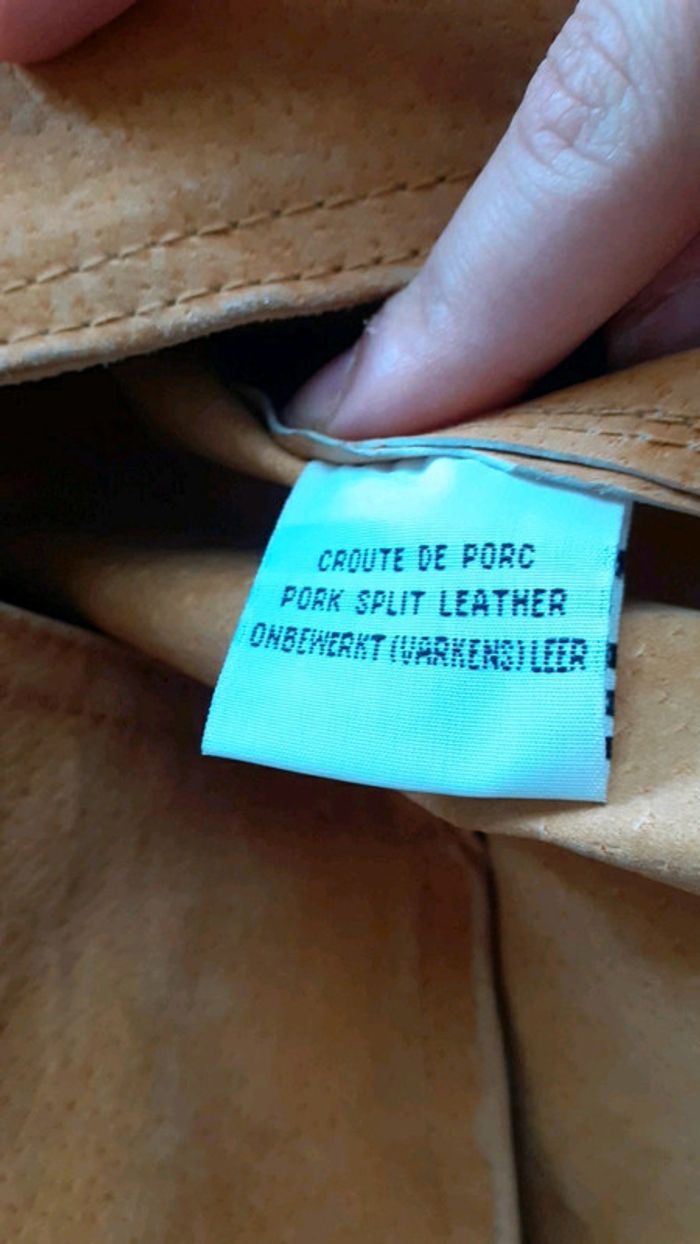 CROUTE DE PORC
PORK SPLIT LEATHER
ONBEWERKT (VARKENS) LEER